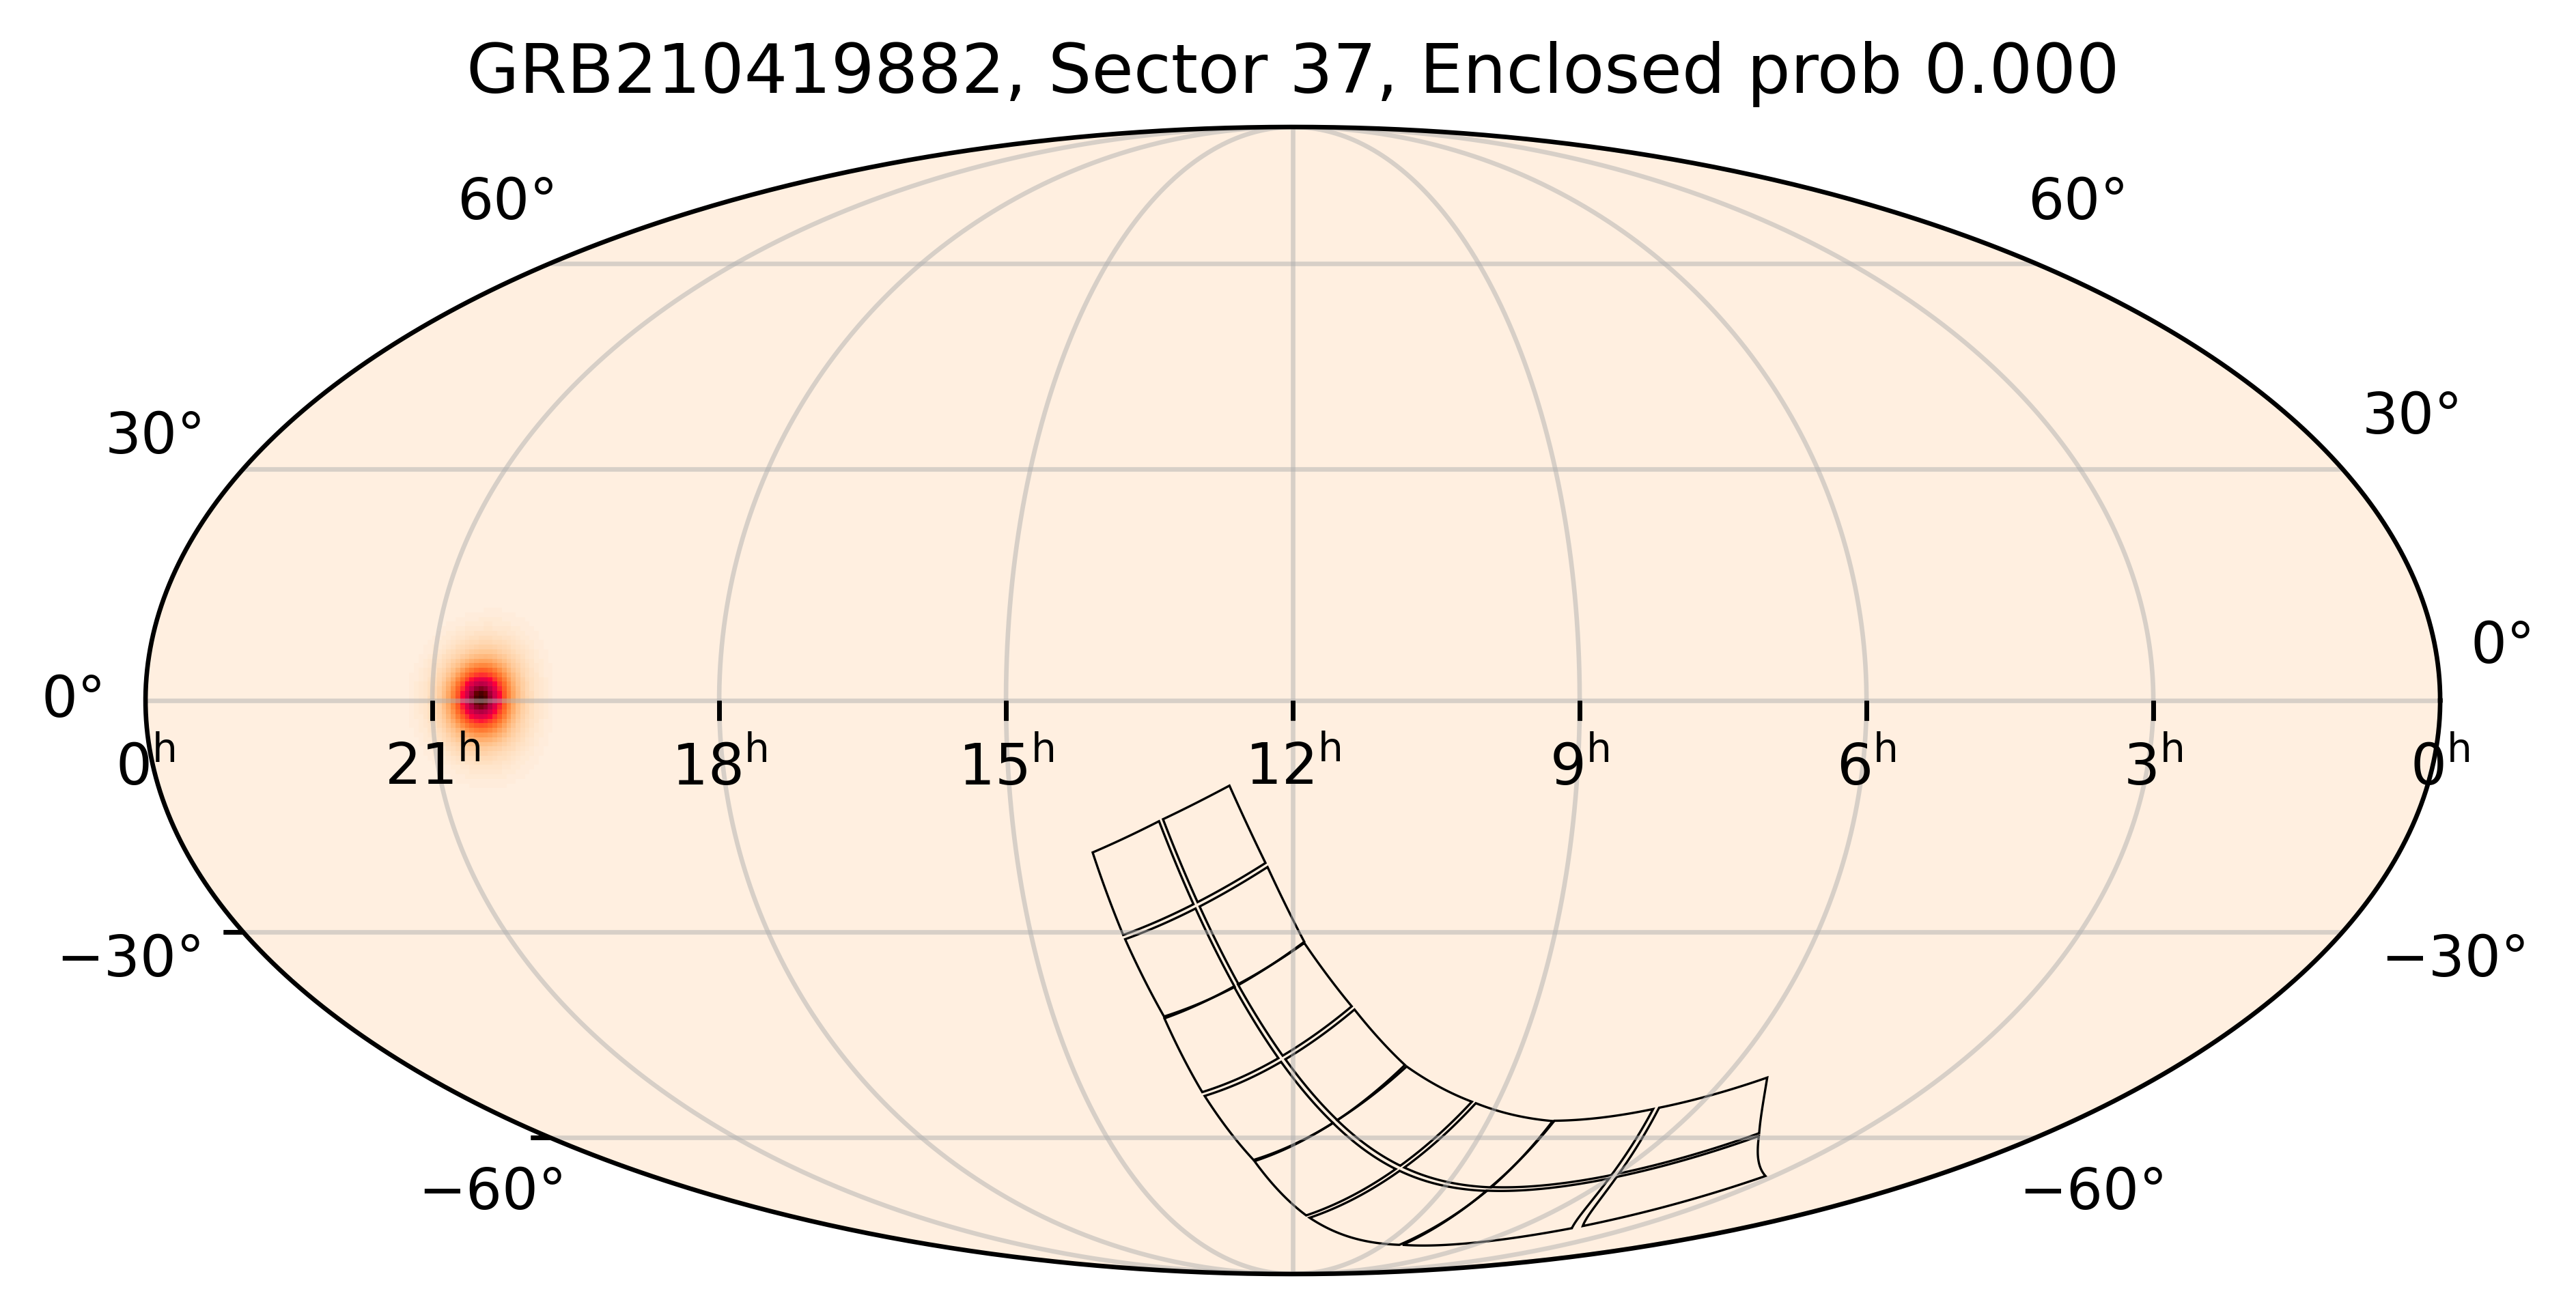 GRB210419882, Sector 37, Enclosed prob 0.000
60° 60°
30° 30°
0° 0°
0ʰ 21ʰ 18ʰ 15ʰ 12ʰ 9ʰ 6ʰ 3ʰ 0ʰ
−30° −30°
−60° −60°